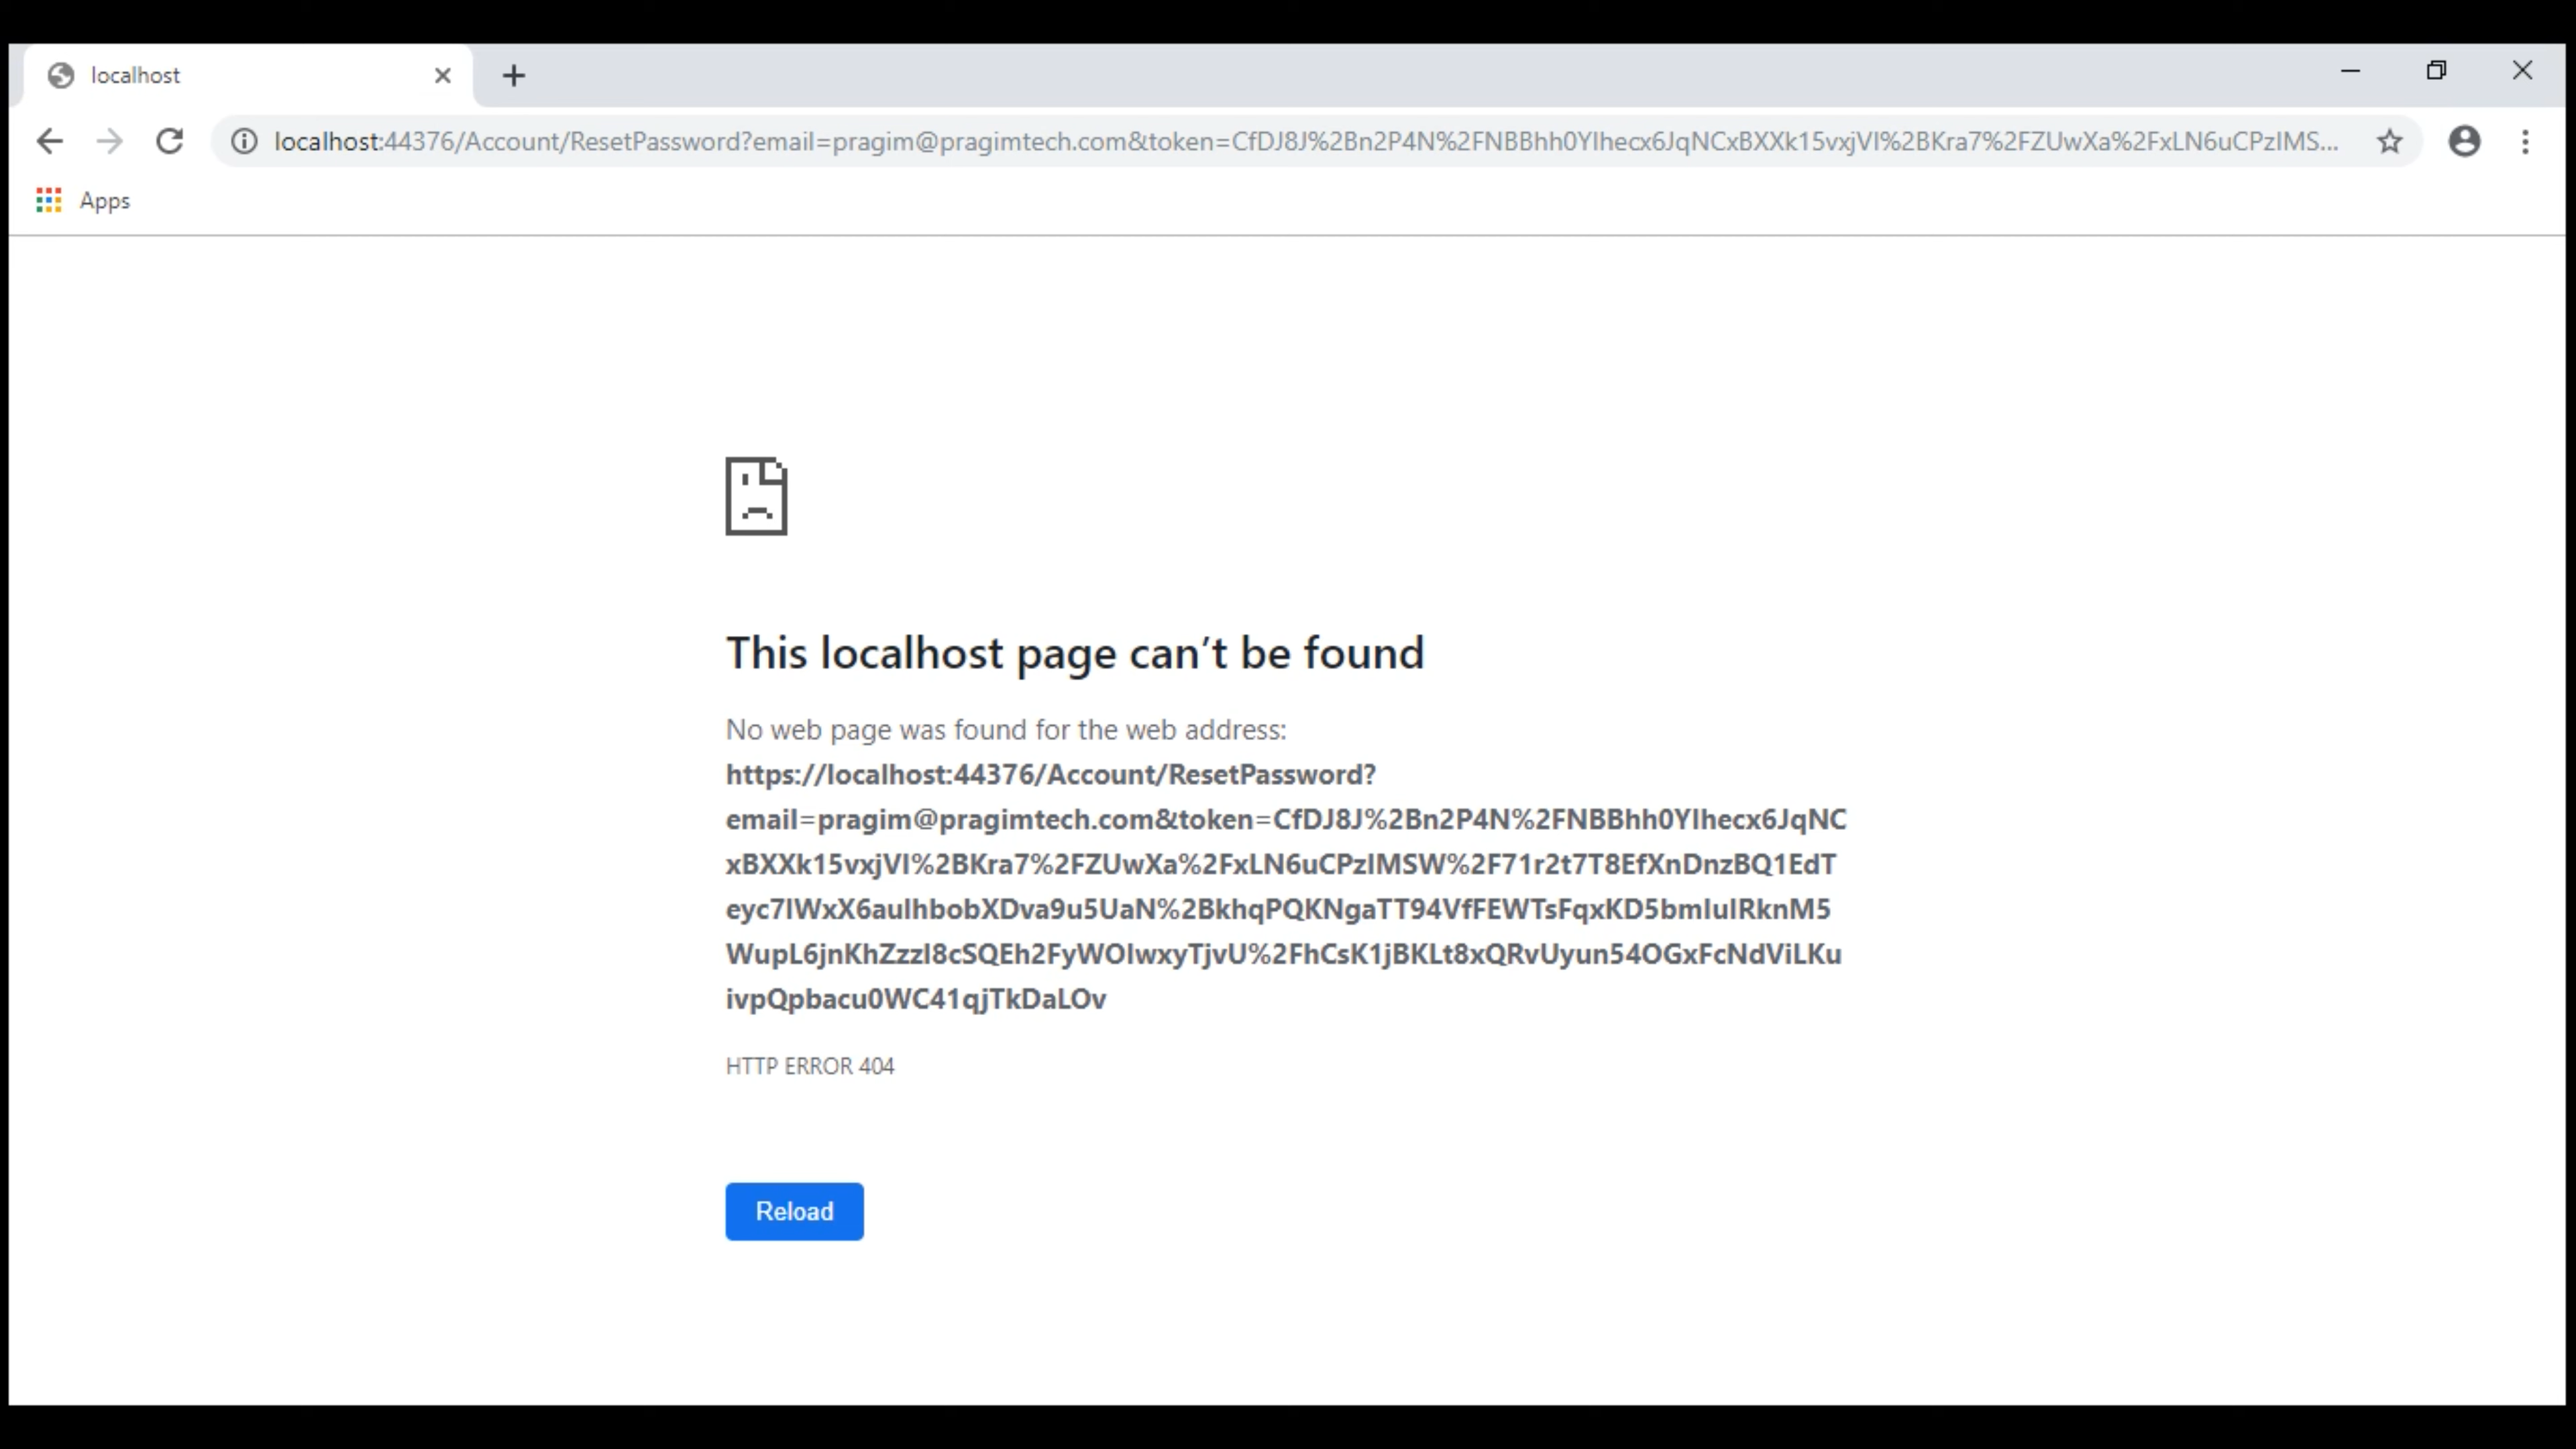 localhost
localhost:44376/Account/ResetPassword?email=pragim@pragimtech.com&token=CfDJ8J%2Bn2P4N%2FNBBhh0YIhecx6JqNCxBXXk15vxjVI%2BKra7%2FZUwXa%2FxLN6uCPzIMS...
Apps
This localhost page can’t be found
No web page was found for the web address:
https://localhost:44376/Account/ResetPassword?
email=pragim@pragimtech.com&token=CfDJ8J%2Bn2P4N%2FNBBhh0YIhecx6JqNC
xBXXk15vxjVI%2BKra7%2FZUwXa%2FxLN6uCPzIMSW%2F71r2t7T8EfXnDnzBQ1EdT
eyc7IWxX6auIhbobXDva9u5UaN%2BkhqPQKNgaTT94VfFEWTsFqxKD5bmIuIRknM5
WupL6jnKhZzzI8cSQEh2FyWOIwxyTjvU%2FhCsK1jBKLt8xQRvUyun54OGxFcNdViLKu
ivpQpbacu0WC41qjTkDaLOv
HTTP ERROR 404
Reload